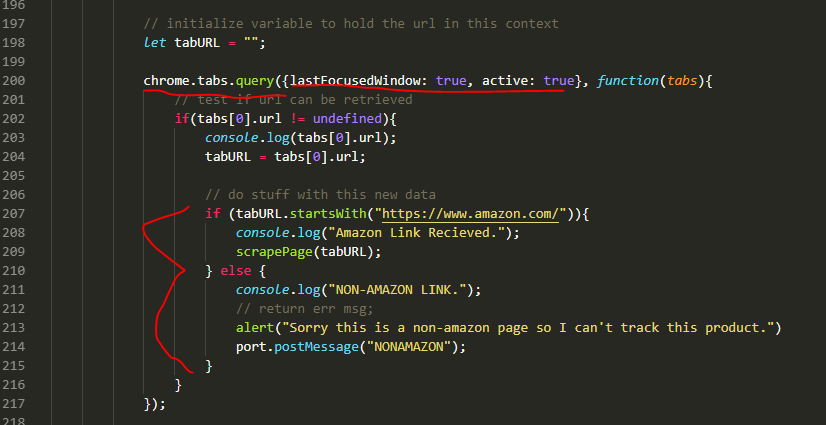 196
197 // initialize variable to hold the url in this context
198 let tabURL = "";
199
200 chrome.tabs.query({lastFocusedWindow: true, active: true}, function(tabs){
201 // test if url can be retrieved
202 if(tabs[0].url != undefined){
203 console.log(tabs[0].url);
204 tabURL = tabs[0].url;
205
206 // do stuff with this new data
207 if (tabURL.startsWith("https://www.amazon.com/")){
208 console.log("Amazon Link Recieved.");
209 scrapePage(tabURL);
210 } else {
211 console.log("NON-AMAZON LINK.");
212 // return err msg;
213 alert("Sorry this is a non-amazon page so I can't track this product.")
214 port.postMessage("NONAMAZON");
215 }
216 }
217 });
218